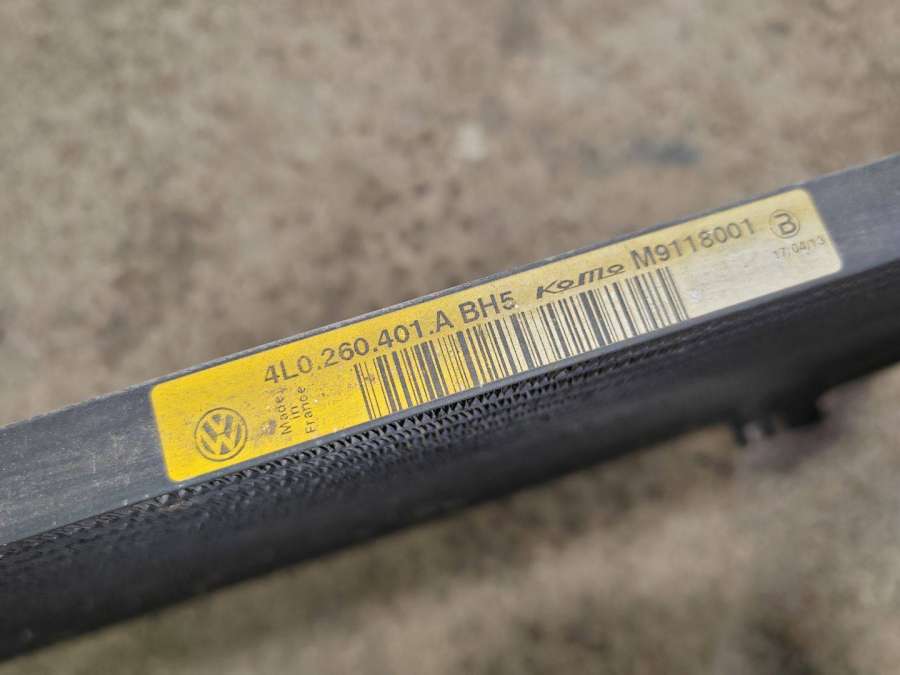 4L0.260.401.A BH5 KoMo M9118001 B
17/04/13
Made
in
France